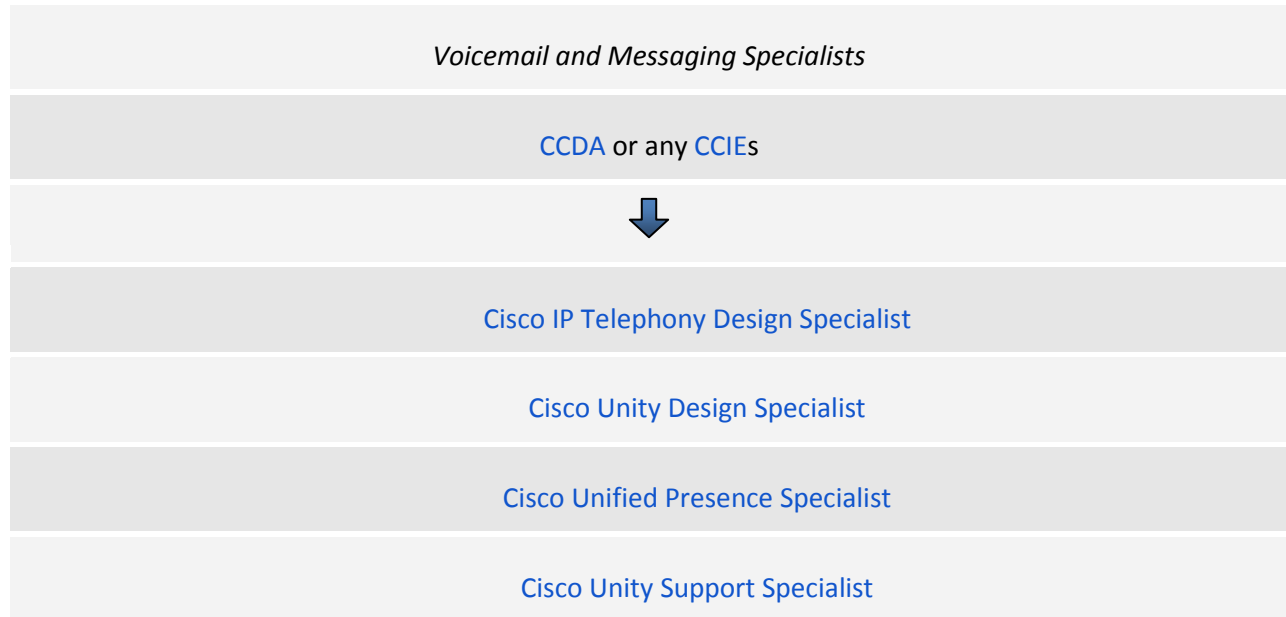 Voicemail and Messaging Specialists
CCDA or any CCIEs
Cisco IP Telephony Design Specialist
Cisco Unity Design Specialist
Cisco Unified Presence Specialist
Cisco Unity Support Specialist